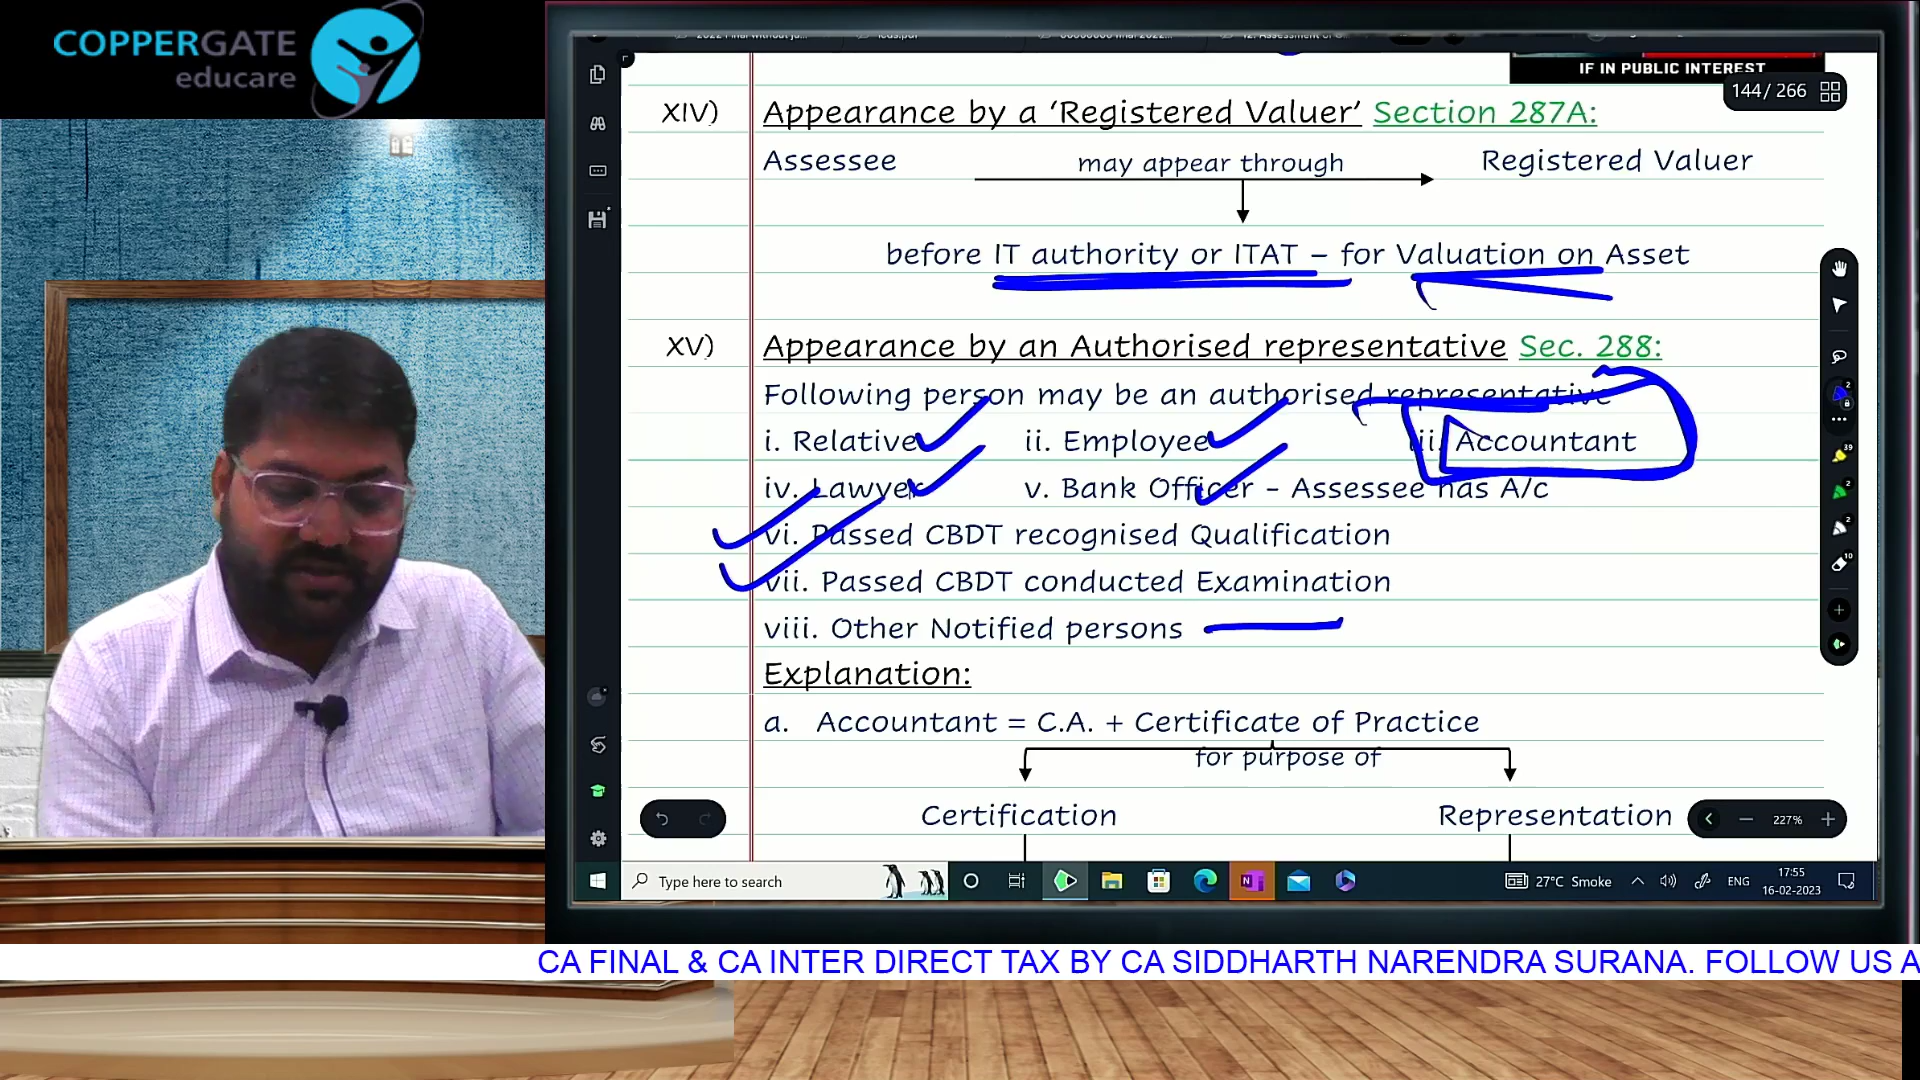 COPPERGATE
educare
IF IN PUBLIC INTEREST
144/ 266
XIV) Appearance by a ‘Registered Valuer’ Section 287A:
Assessee may appear through Registered Valuer
before IT authority or ITAT – for Valuation on Asset
XV) Appearance by an Authorised representative Sec. 288:
Following person may be an authorised representative
i. Relative ii. Employee iii. Accountant
iv. Lawyer v. Bank Officer - Assessee has A/c
vi. Passed CBDT recognised Qualification
vii. Passed CBDT conducted Examination
viii. Other Notified persons
Explanation:
a. Accountant = C.A. + Certificate of Practice
for purpose of
Certification Representation
227%
Type here to search
27°C Smoke
ENG
17:55
16-02-2023
CA FINAL & CA INTER DIRECT TAX BY CA SIDDHARTH NARENDRA SURANA. FOLLOW US A